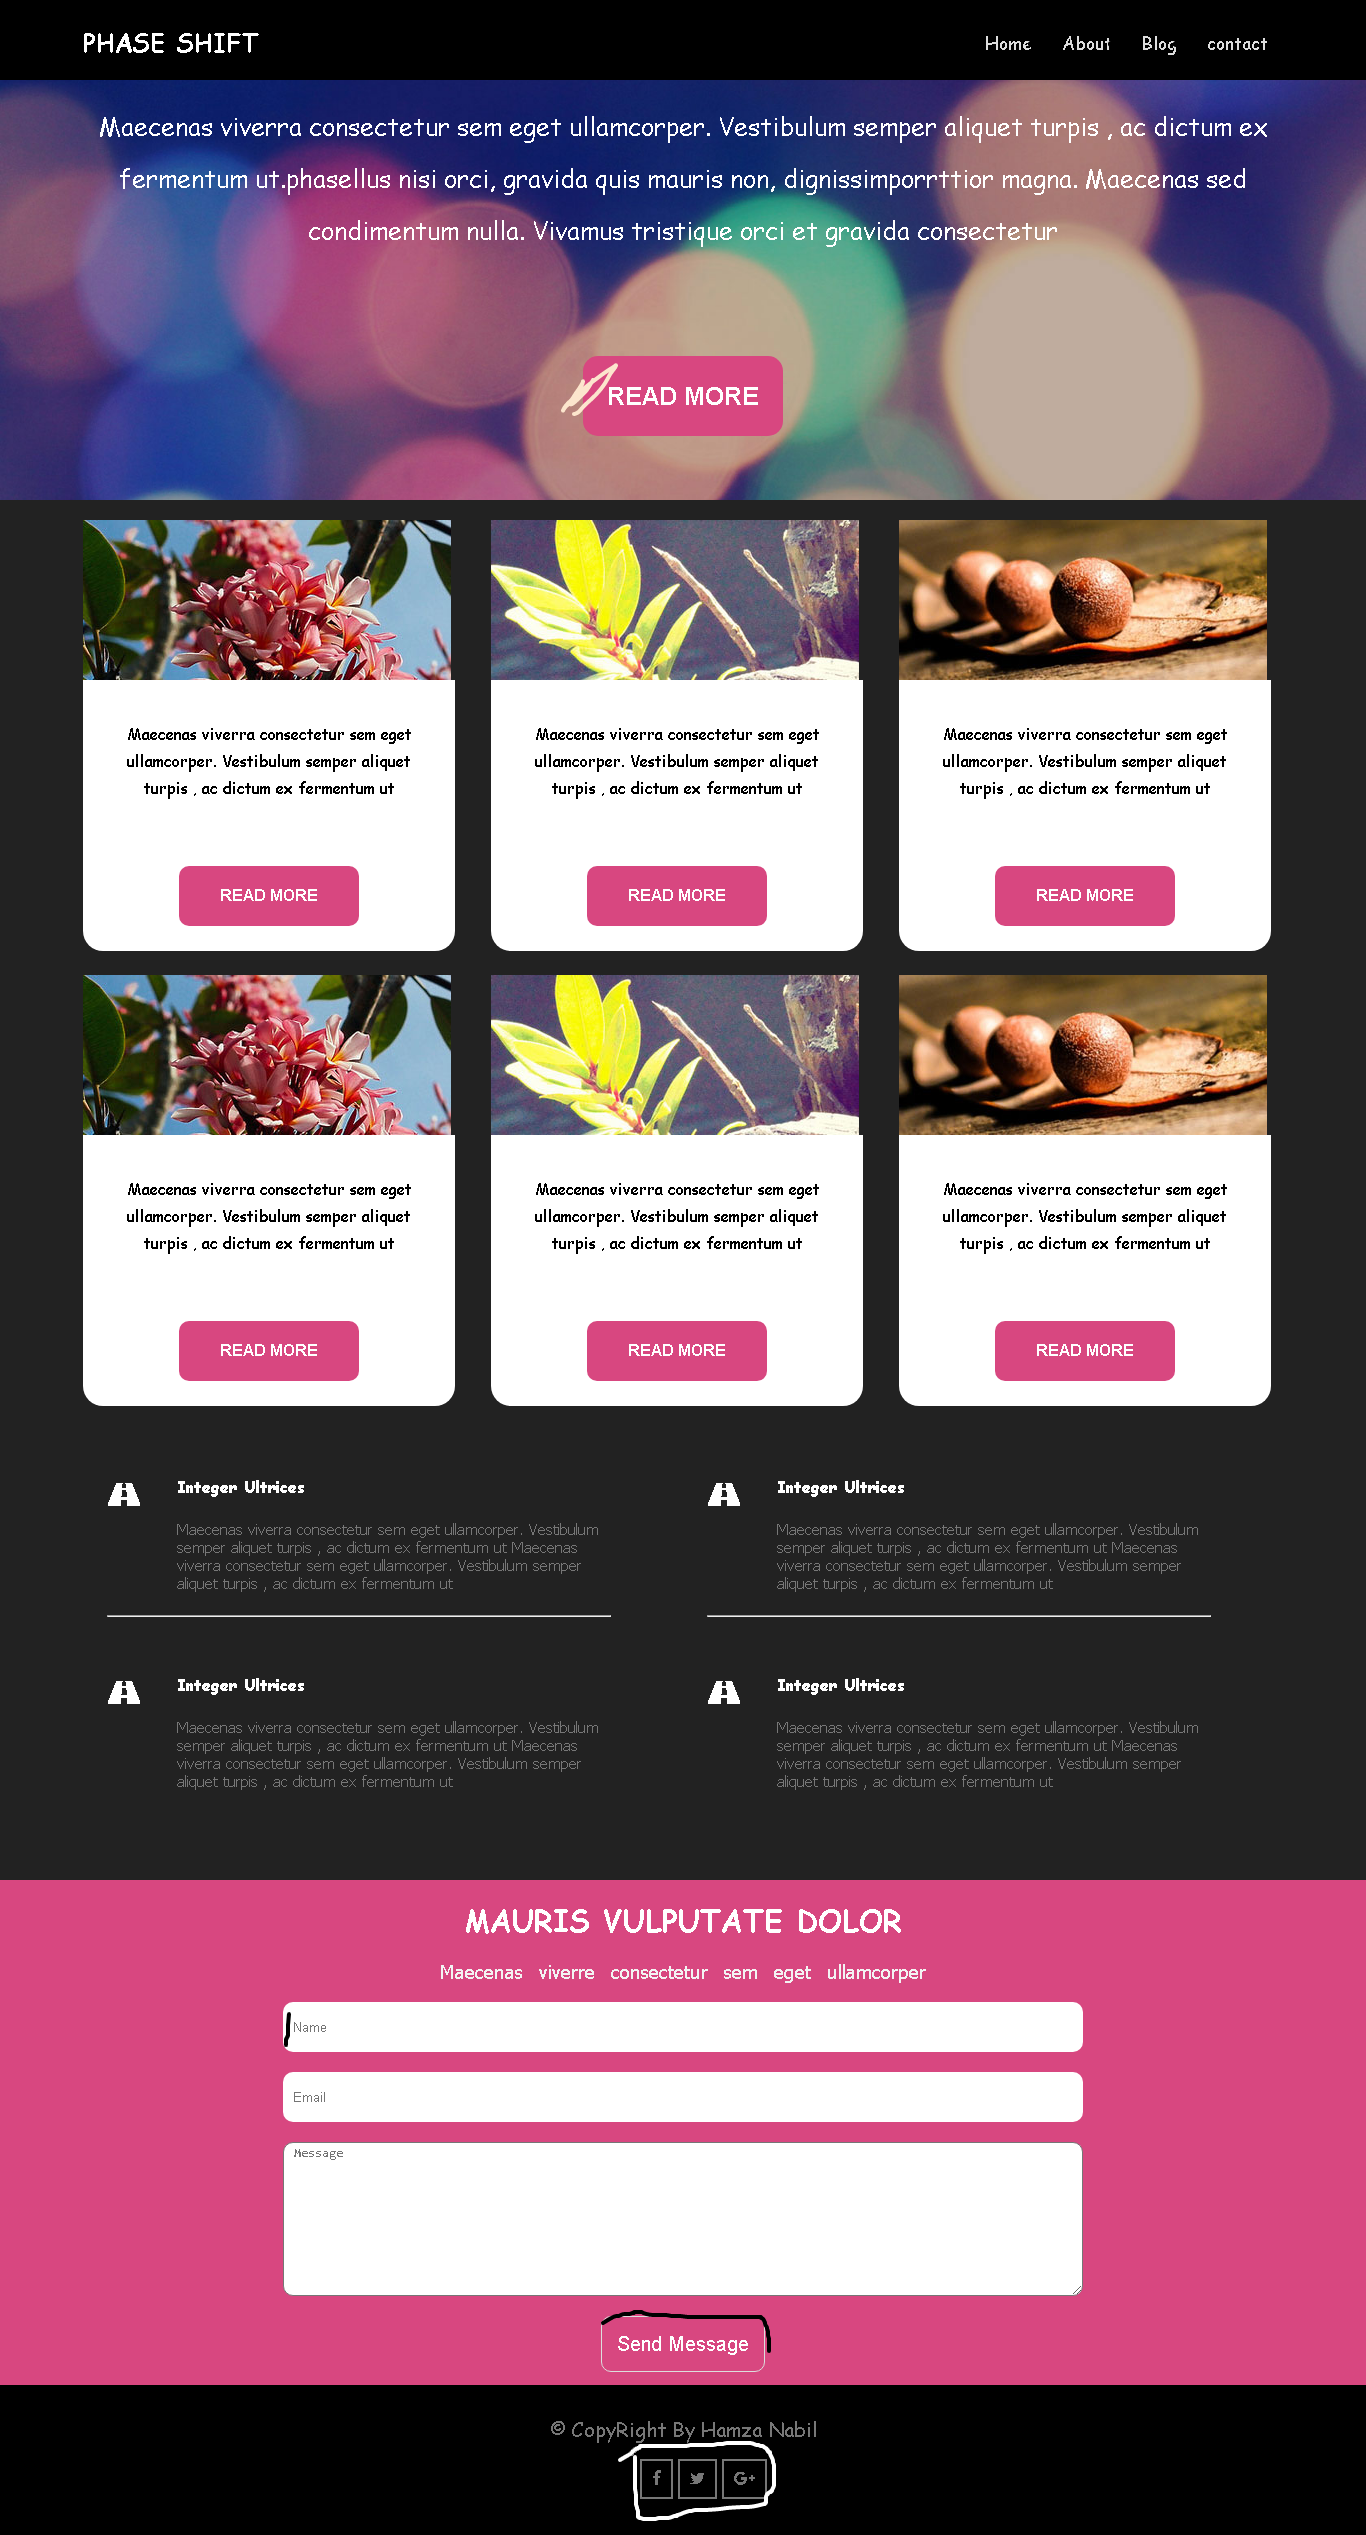 PHASE SHIFT
Home About Blog contact
Maecenas viverra consectetur sem eget ullamcorper. Vestibulum semper aliquet turpis , ac dictum ex
fermentum ut.phasellus nisi orci, gravida quis mauris non, dignissimporrttior magna. Maecenas sed
condimentum nulla. Vivamus tristique orci et gravida consectetur
READ MORE
Maecenas viverra consectetur sem eget
ullamcorper. Vestibulum semper aliquet
turpis , ac dictum ex fermentum ut
READ MORE
Maecenas viverra consectetur sem eget
ullamcorper. Vestibulum semper aliquet
turpis , ac dictum ex fermentum ut
READ MORE
Maecenas viverra consectetur sem eget
ullamcorper. Vestibulum semper aliquet
turpis , ac dictum ex fermentum ut
READ MORE
Maecenas viverra consectetur sem eget
ullamcorper. Vestibulum semper aliquet
turpis , ac dictum ex fermentum ut
READ MORE
Maecenas viverra consectetur sem eget
ullamcorper. Vestibulum semper aliquet
turpis , ac dictum ex fermentum ut
READ MORE
Maecenas viverra consectetur sem eget
ullamcorper. Vestibulum semper aliquet
turpis , ac dictum ex fermentum ut
READ MORE
Integer Ultrices
Maecenas viverra consectetur sem eget ullamcorper. Vestibulum
semper aliquet turpis , ac dictum ex fermentum ut Maecenas
viverra consectetur sem eget ullamcorper. Vestibulum semper
aliquet turpis , ac dictum ex fermentum ut
Integer Ultrices
Maecenas viverra consectetur sem eget ullamcorper. Vestibulum
semper aliquet turpis , ac dictum ex fermentum ut Maecenas
viverra consectetur sem eget ullamcorper. Vestibulum semper
aliquet turpis , ac dictum ex fermentum ut
Integer Ultrices
Maecenas viverra consectetur sem eget ullamcorper. Vestibulum
semper aliquet turpis , ac dictum ex fermentum ut Maecenas
viverra consectetur sem eget ullamcorper. Vestibulum semper
aliquet turpis , ac dictum ex fermentum ut
Integer Ultrices
Maecenas viverra consectetur sem eget ullamcorper. Vestibulum
semper aliquet turpis , ac dictum ex fermentum ut Maecenas
viverra consectetur sem eget ullamcorper. Vestibulum semper
aliquet turpis , ac dictum ex fermentum ut
MAURIS VULPUTATE DOLOR
Maecenas viverre consectetur sem eget ullamcorper
Name
Email
Message
Send Message
© CopyRight By Hamza Nabil
f G+